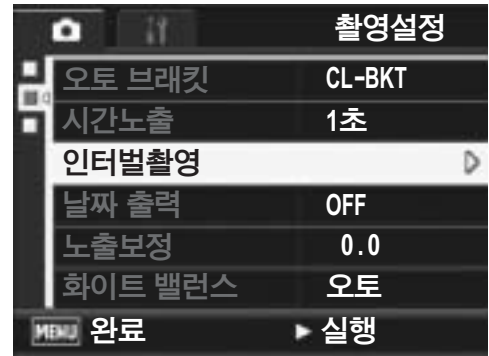 촬영설정
오토 브래킷 CL-BKT
시간노출 1초
인터벌촬영
날짜 출력 OFF
노출보정 0.0
화이트 밸런스 오토
MENU 완료 ▶ 실행